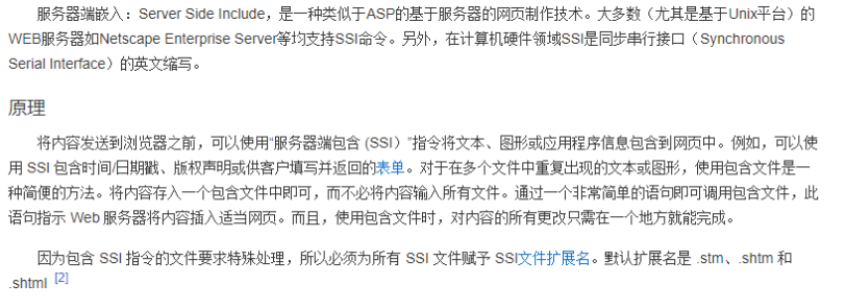 服务器端嵌入：Server Side Include，是一种类似于ASP的基于服务器的网页制作技术。大多数（尤其是基于Unix平台）的
WEB服务器如Netscape Enterprise Server等均支持SSI命令。另外，在计算机硬件领域SSI是同步串行接口（Synchronous
Serial Interface）的英文缩写。
原理
将内容发送到浏览器之前，可以使用“服务器端包含 (SSI）”指令将文本、图形或应用程序信息包含到网页中。例如，可以使
用 SSI 包含时间/日期戳、版权声明或供客户填写并返回的表单。对于在多个文件中重复出现的文本或图形，使用包含文件是一
种简便的方法。将内容存入一个包含文件中即可，而不必将内容输入所有文件。通过一个非常简单的语句即可调用包含文件，此
语句指示 Web 服务器将内容插入适当网页。而且，使用包含文件时，对内容的所有更改只需在一个地方就能完成。
因为包含 SSI 指令的文件要求特殊处理，所以必须为所有 SSI 文件赋予 SSI文件扩展名。默认扩展名是 .stm、.shtm 和
.shtml [2]